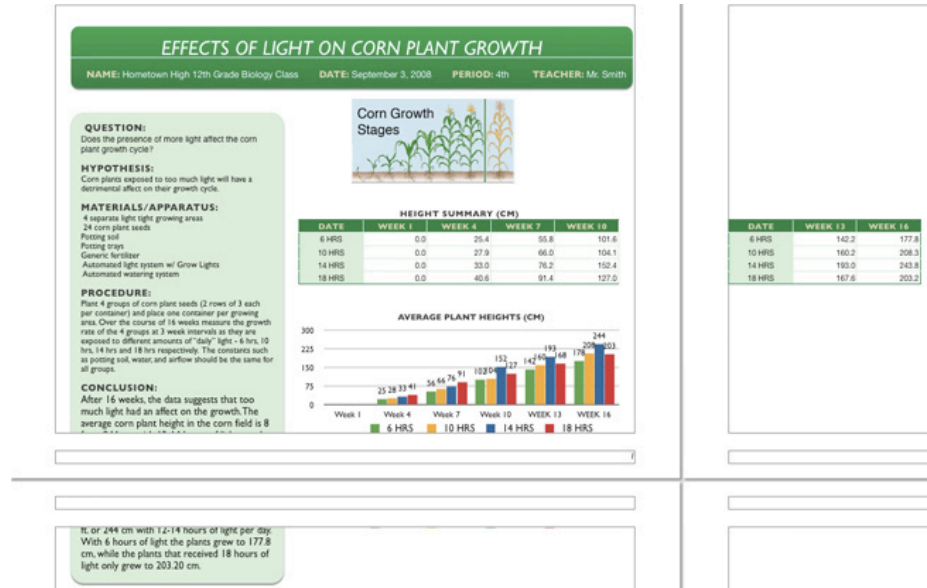 EFFECTS OF LIGHT ON CORN PLANT GROWTH
NAME: Hometown High 12th Grade Biology Class DATE: September 3, 2008 PERIOD: 4th TEACHER: Mr. Smith
Corn Growth
Stages
QUESTION:
Does the presence of more light affect the corn
plant growth cycle?
HYPOTHESIS:
Corn plants exposed to too much light will have a
detrimental affect on their growth cycle.
MATERIALS/APPARATUS:
4 separate light tight growing areas
24 corn plant seeds
Potting soil
Potting trays
Generic fertilizer
Automated light system w/ Grow Lights
Automated watering system
PROCEDURE:
Plant 4 groups of corn plant seeds (2 rows of 3 each
per container) and place one container per growing
area. Over the course of 16 weeks measure the growth
rate of the 4 groups at 3 week intervals as they are
exposed to different amounts of "daily" light - 6 hrs, 10
hrs, 14 hrs and 18 hrs respectively. The constants such
as potting soil, water, and airflow should be the same for
all groups.
CONCLUSION:
After 16 weeks, the data suggests that too
much light had an affect on the growth. The
average corn plant height in the corn field is 8
HEIGHT SUMMARY (CM)
DATE WEEK 1 WEEK 4 WEEK 7 WEEK 10
6 HRS 0.0 25.4 55.8 101.6
10 HRS 0.0 27.9 66.0 104.1
14 HRS 0.0 33.0 76.2 152.4
18 HRS 0.0 40.6 91.4 127.0
AVERAGE PLANT HEIGHTS (CM)
300
225
150
75
0
25 28 33 41
56 66 76 91
102 104 152 127
142 160 193 168
178 208 244 203
Week 1 Week 4 Week 7 Week 10 WEEK 13 WEEK 16
6 HRS 10 HRS 14 HRS 18 HRS
1
DATE WEEK 13 WEEK 16
6 HRS 142.2 177.8
10 HRS 160.2 208.3
14 HRS 193.0 243.8
18 HRS 167.6 203.2
ft. or 244 cm with 12-14 hours of light per day.
With 6 hours of light the plants grew to 177.8
cm, while the plants that received 18 hours of
light only grew to 203.20 cm.